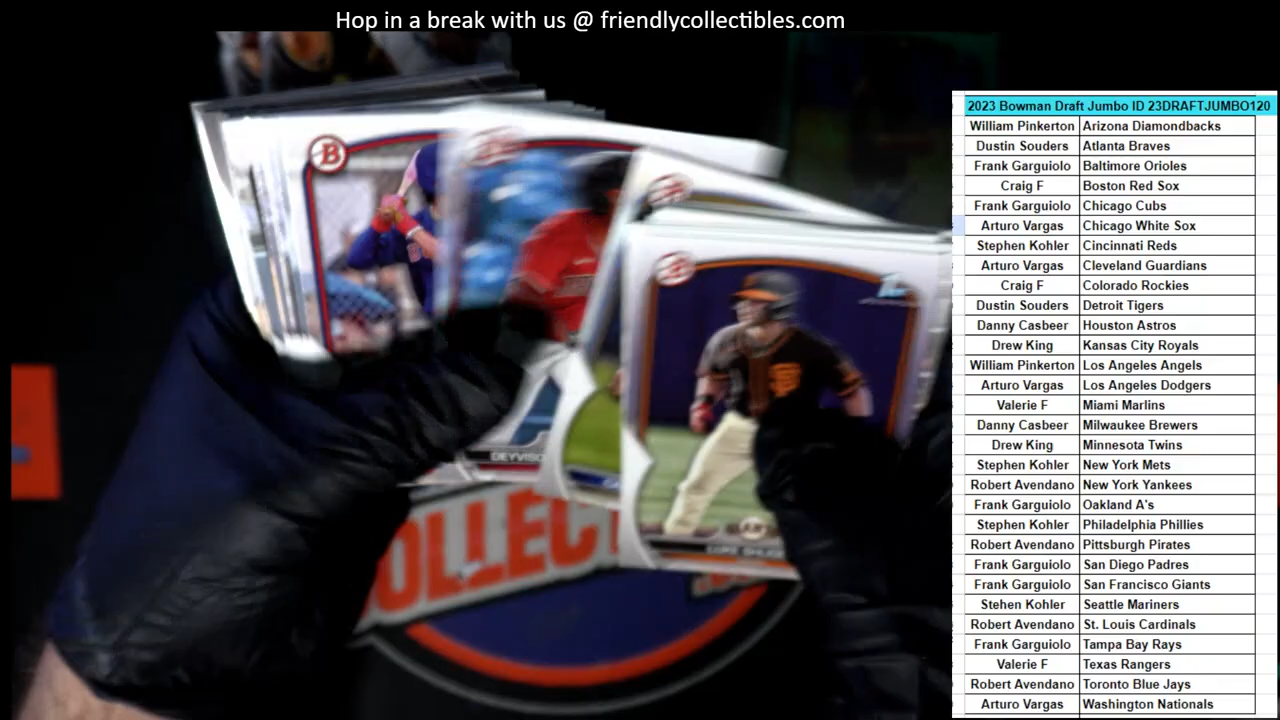 Hop in a break with us @ friendlycollectibles.com
2023 Bowman Draft Jumbo ID 23DRAFTJUMBO120
William Pinkerton Arizona Diamondbacks
Dustin Souders Atlanta Braves
Frank Garguiolo Baltimore Orioles
Craig F Boston Red Sox
Frank Garguiolo Chicago Cubs
Arturo Vargas Chicago White Sox
Stephen Kohler Cincinnati Reds
Arturo Vargas Cleveland Guardians
Craig F Colorado Rockies
Dustin Souders Detroit Tigers
Danny Casbeer Houston Astros
Drew King Kansas City Royals
William Pinkerton Los Angeles Angels
Arturo Vargas Los Angeles Dodgers
Valerie F Miami Marlins
Danny Casbeer Milwaukee Brewers
Drew King Minnesota Twins
Stephen Kohler New York Mets
Robert Avendano New York Yankees
Frank Garguiolo Oakland A's
Stephen Kohler Philadelphia Phillies
Robert Avendano Pittsburgh Pirates
Frank Garguiolo San Diego Padres
Frank Garguiolo San Francisco Giants
Stehen Kohler Seattle Mariners
Robert Avendano St. Louis Cardinals
Frank Garguiolo Tampa Bay Rays
Valerie F Texas Rangers
Robert Avendano Toronto Blue Jays
Arturo Vargas Washington Nationals
B
SF
DEYVISO
OLLECT